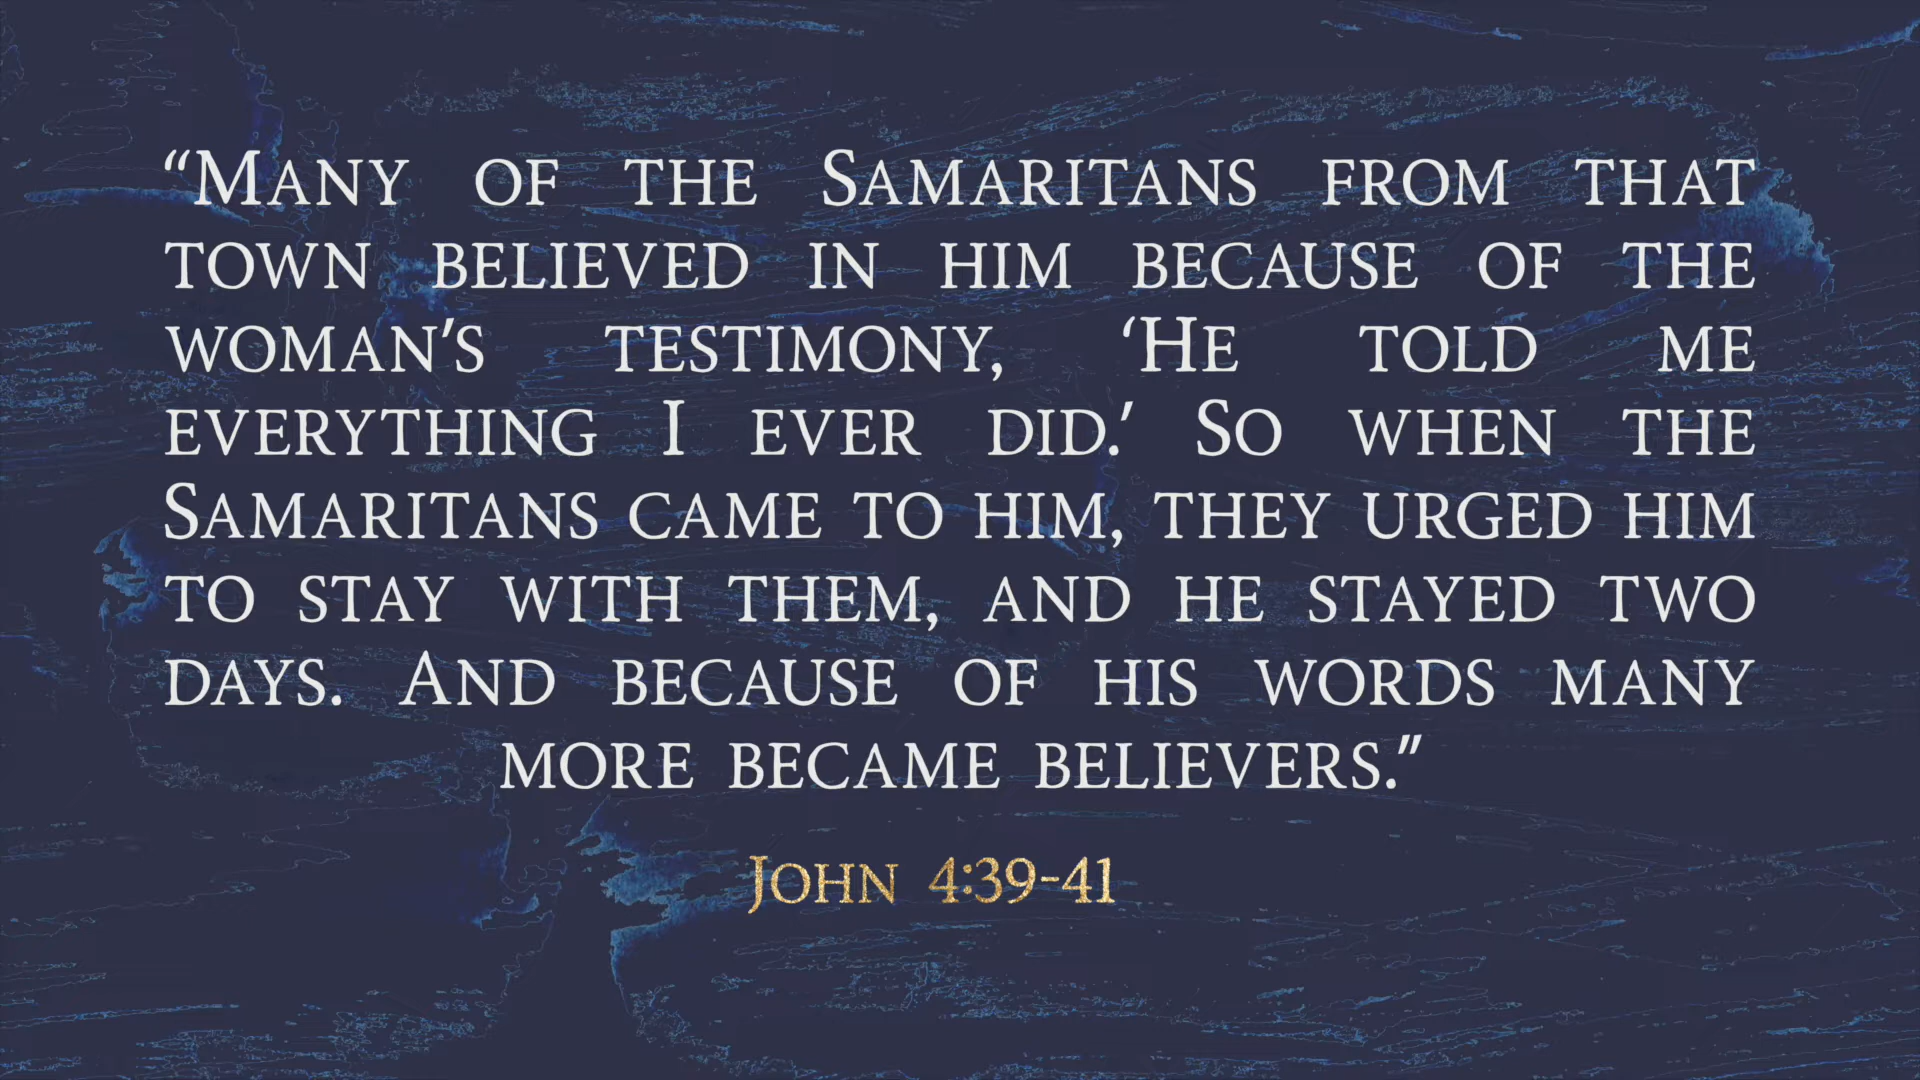 “Many of the Samaritans from that
town believed in him because of the
woman’s testimony, ‘He told me
everything I ever did.’ So when the
Samaritans came to him, they urged him
to stay with them, and he stayed two
days. And because of his words many
more became believers.”
John 4:39-41